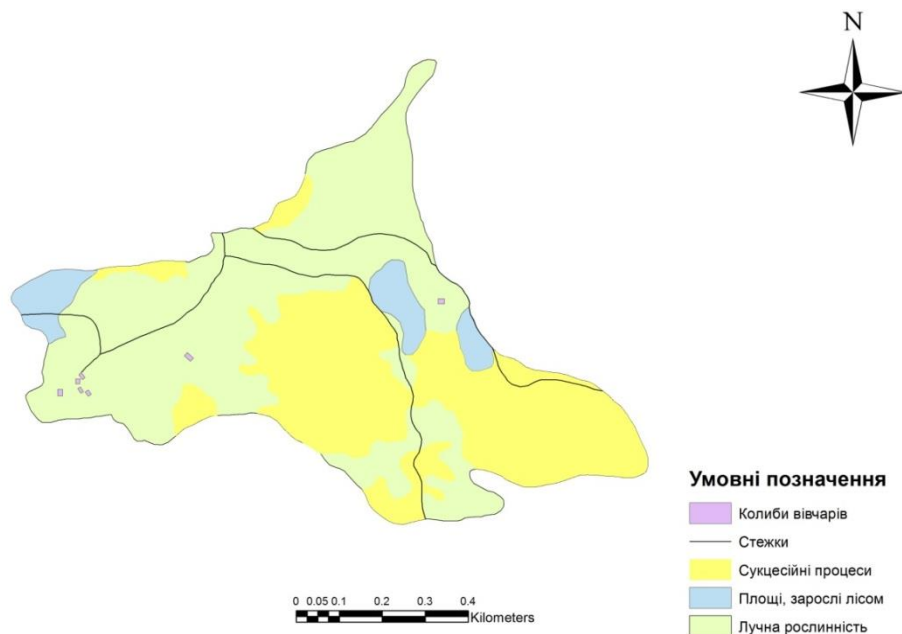 N
Умовні позначення
Колиби вівчарів
Стежки
Сукцесійні процеси
Площі, зарослі лісом
Лучна рослинність
0 0.05 0.1 0.2 0.3 0.4
Kilometers